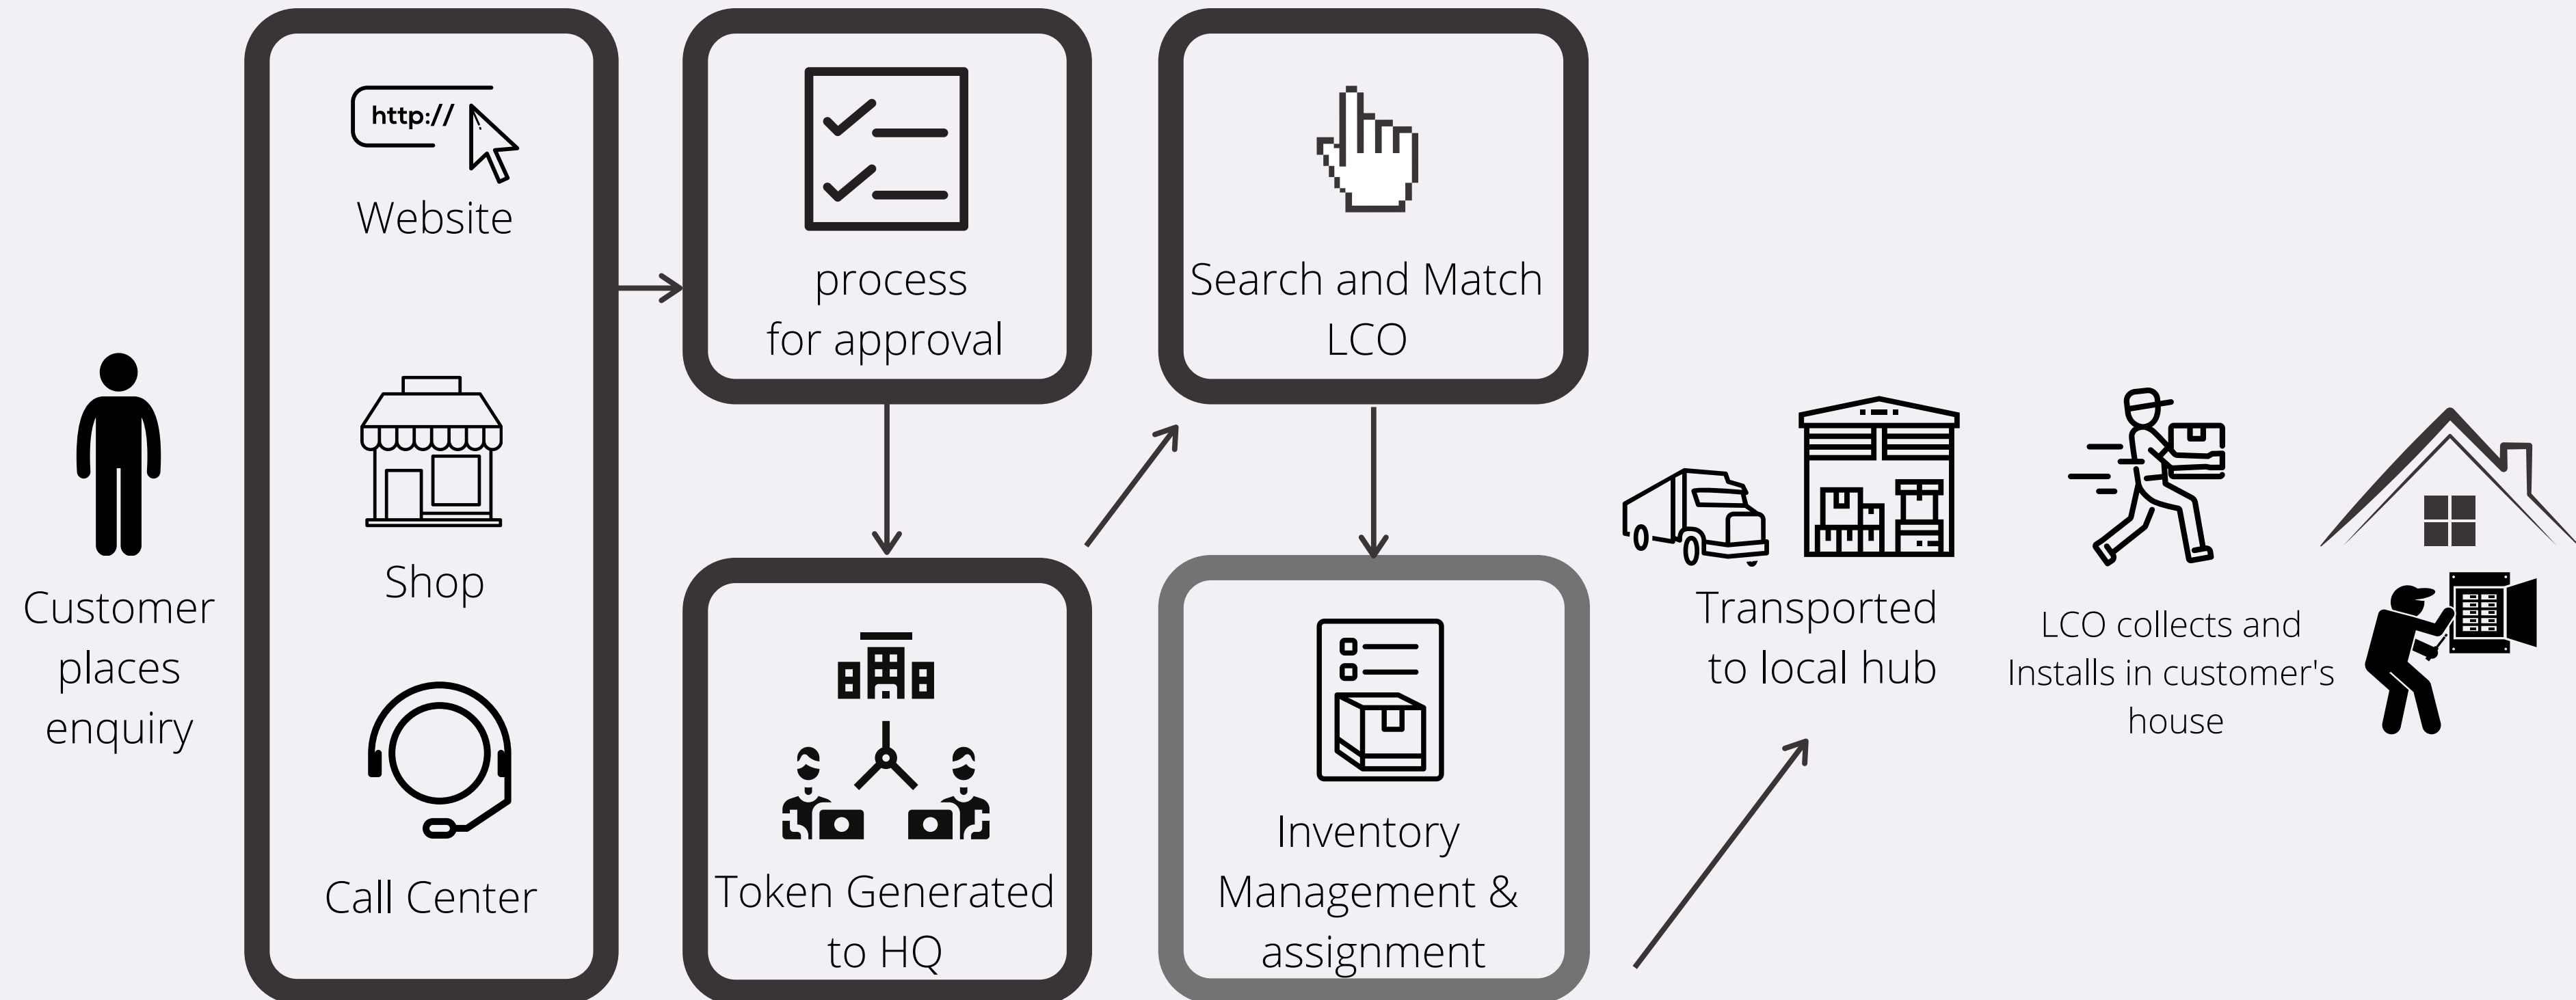 Customer
places
enquiry
http://
Website
Shop
Call Center
process
for approval
Token Generated
to HQ
Search and Match
LCO
Inventory
Management &
assignment
Transported
to local hub
LCO collects and
Installs in customer's
house